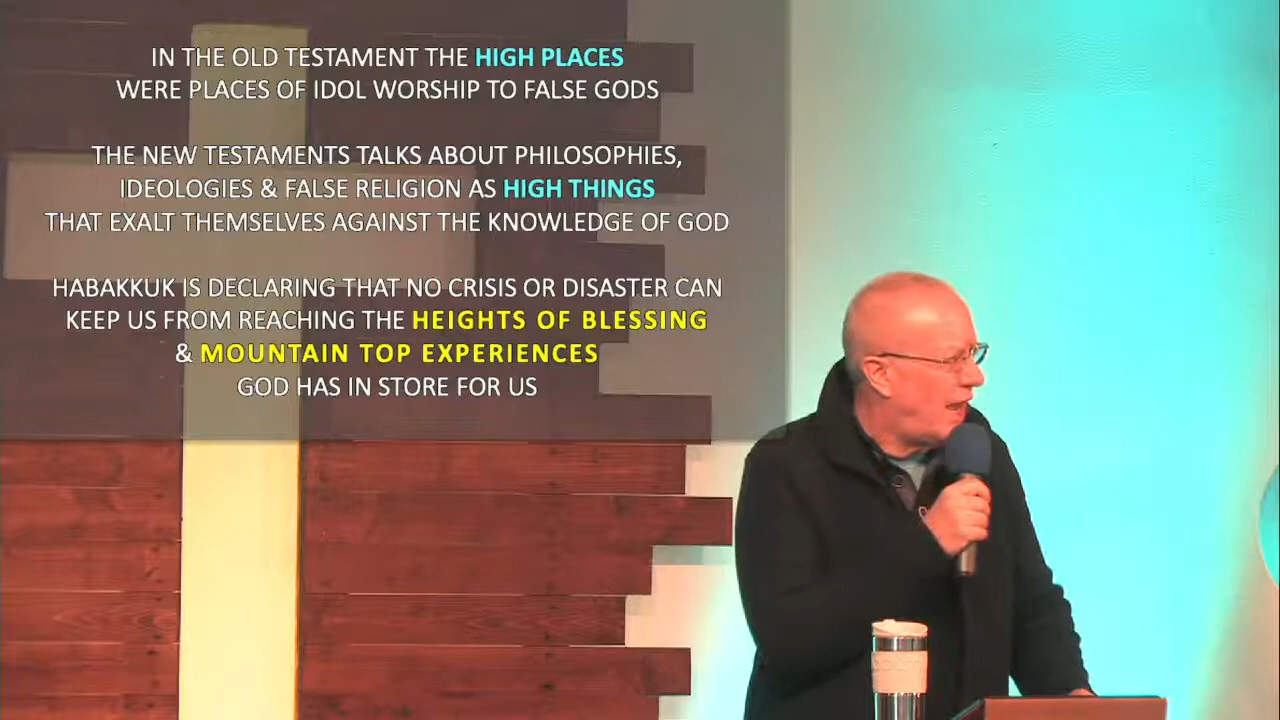 IN THE OLD TESTAMENT THE HIGH PLACES
WERE PLACES OF IDOL WORSHIP TO FALSE GODS
THE NEW TESTAMENTS TALKS ABOUT PHILOSOPHIES,
IDEOLOGIES & FALSE RELIGION AS HIGH THINGS
THAT EXALT THEMSELVES AGAINST THE KNOWLEDGE OF GOD
HABAKKUK IS DECLARING THAT NO CRISIS OR DISASTER CAN
KEEP US FROM REACHING THE HEIGHTS OF BLESSING
& MOUNTAIN TOP EXPERIENCES
GOD HAS IN STORE FOR US